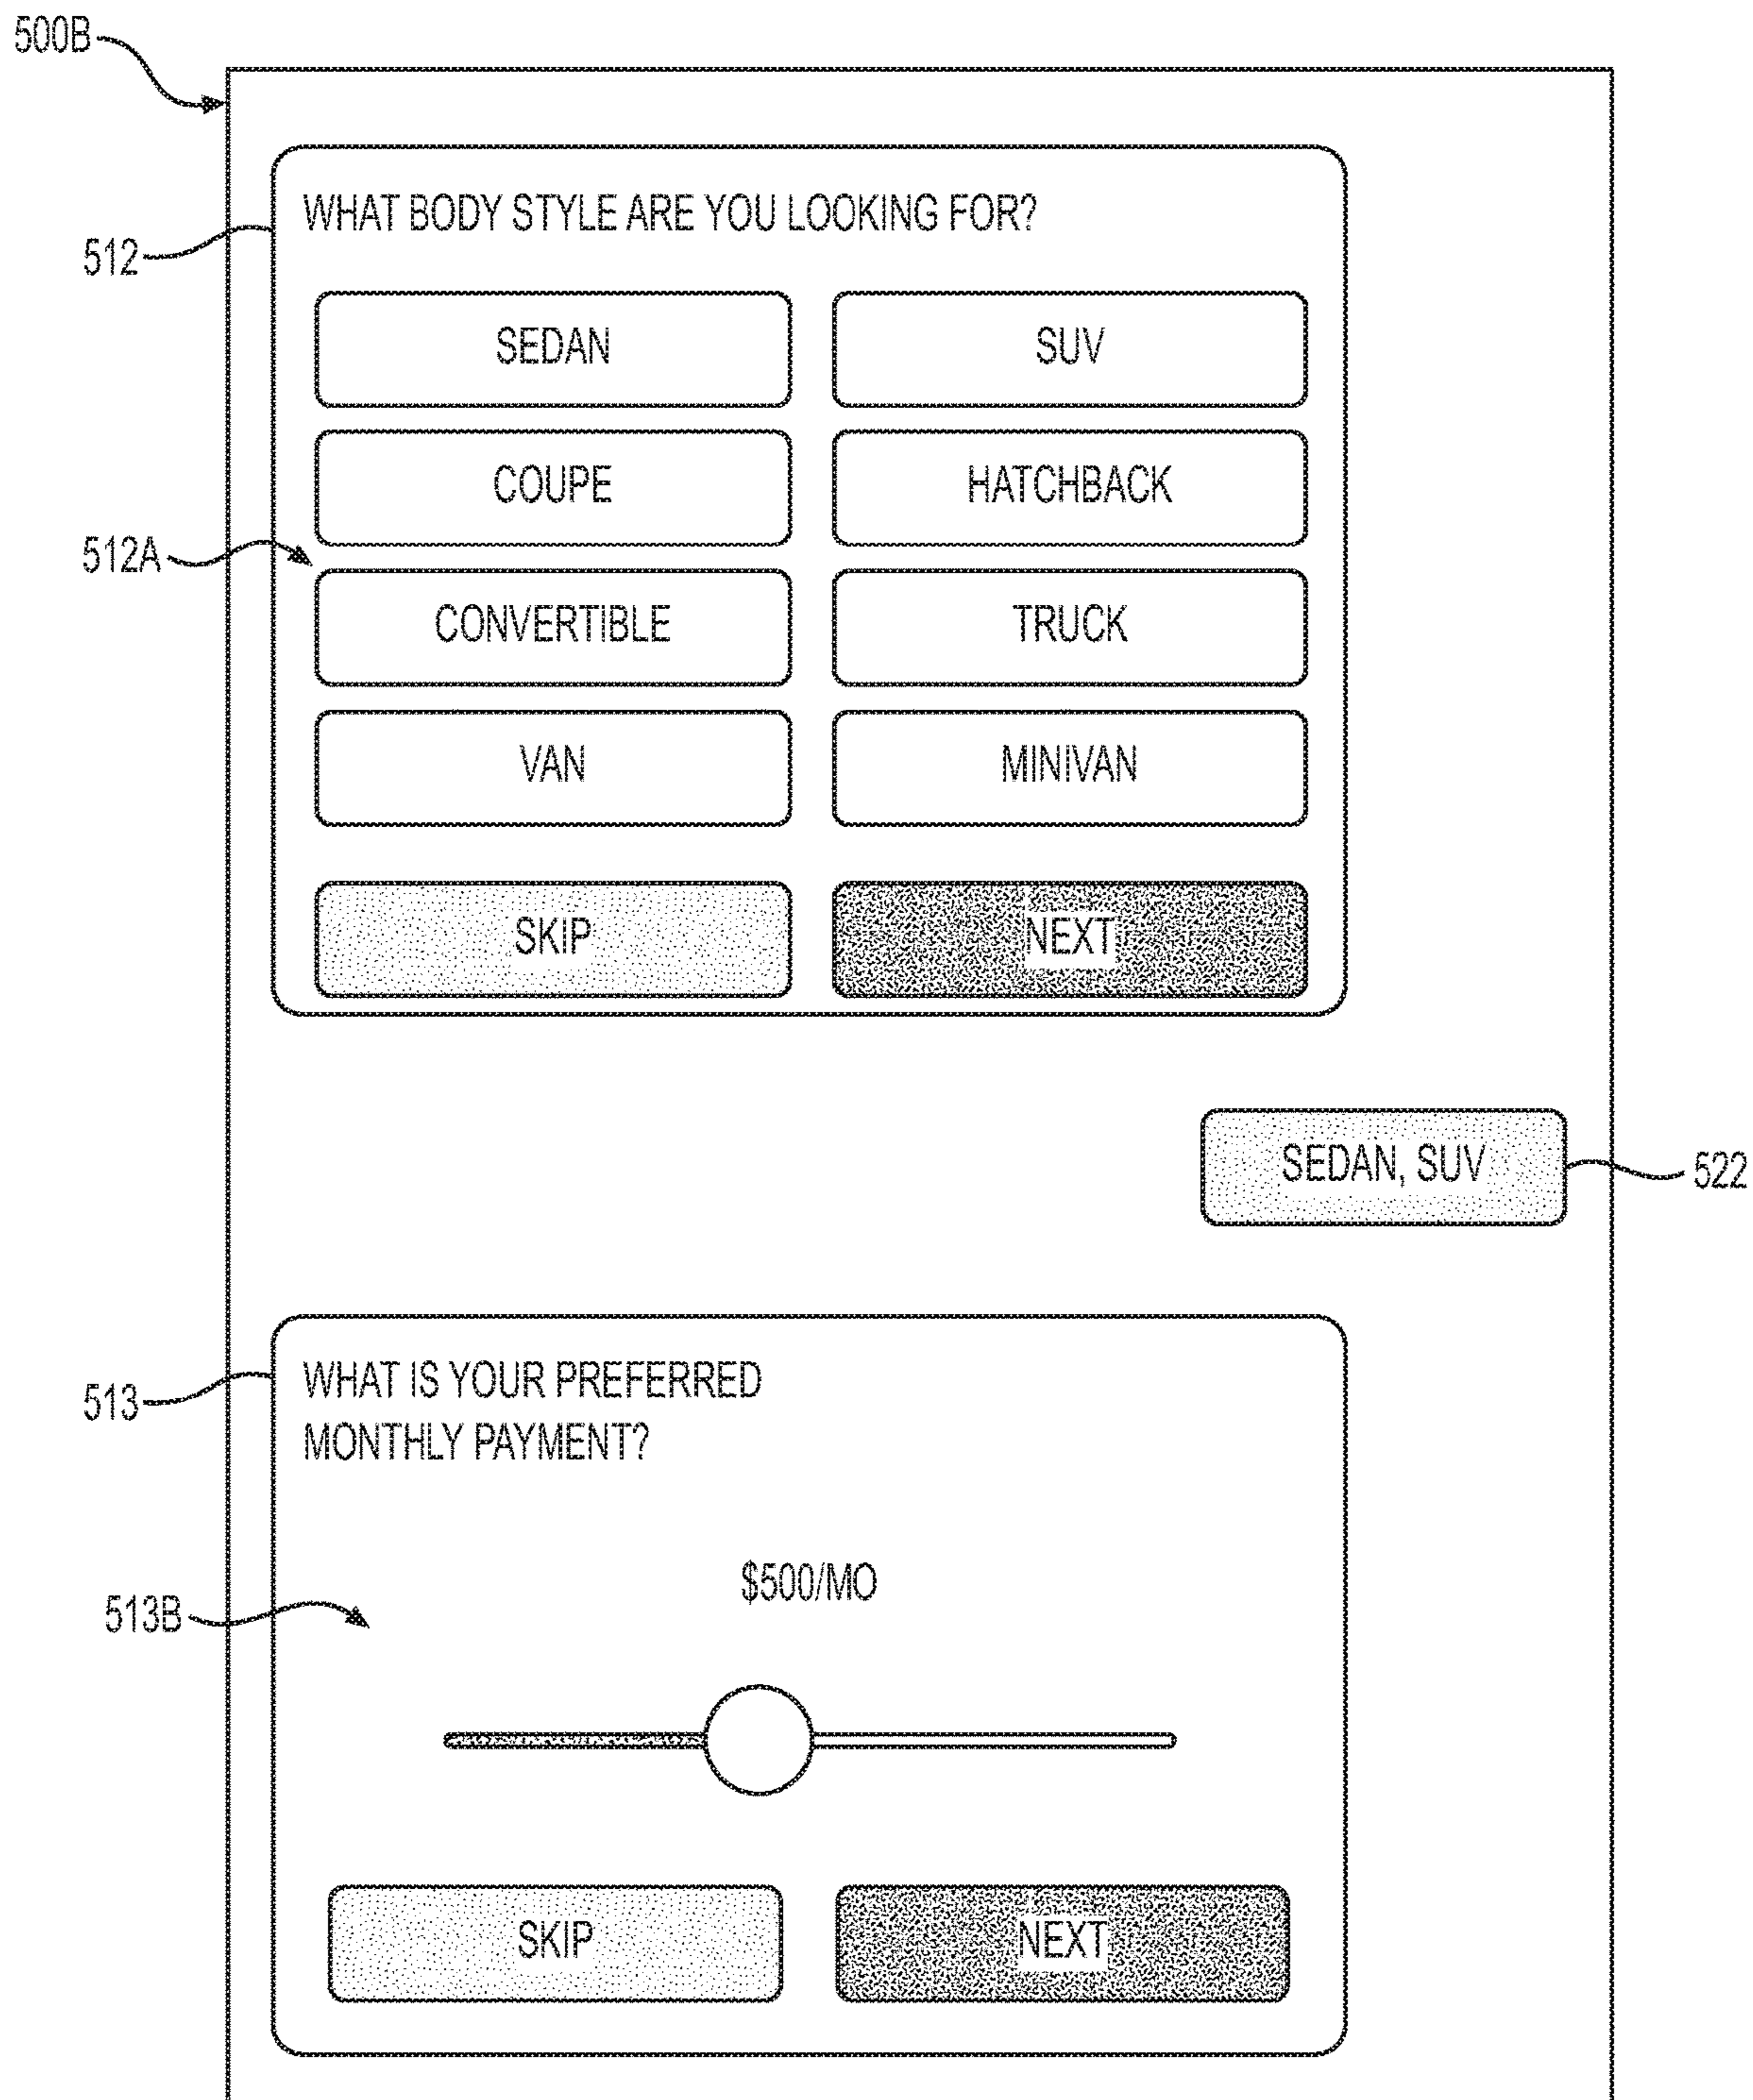 500B
WHAT BODY STYLE ARE YOU LOOKING FOR?
512
SEDAN
SUV
COUPE
HATCHBACK
512A
CONVERTIBLE
TRUCK
VAN
MINIVAN
SKIP
NEXT
SEDAN, SUV
522
WHAT IS YOUR PREFERRED
513
MONTHLY PAYMENT?
$500/MO
513B
SKIP
NEXT